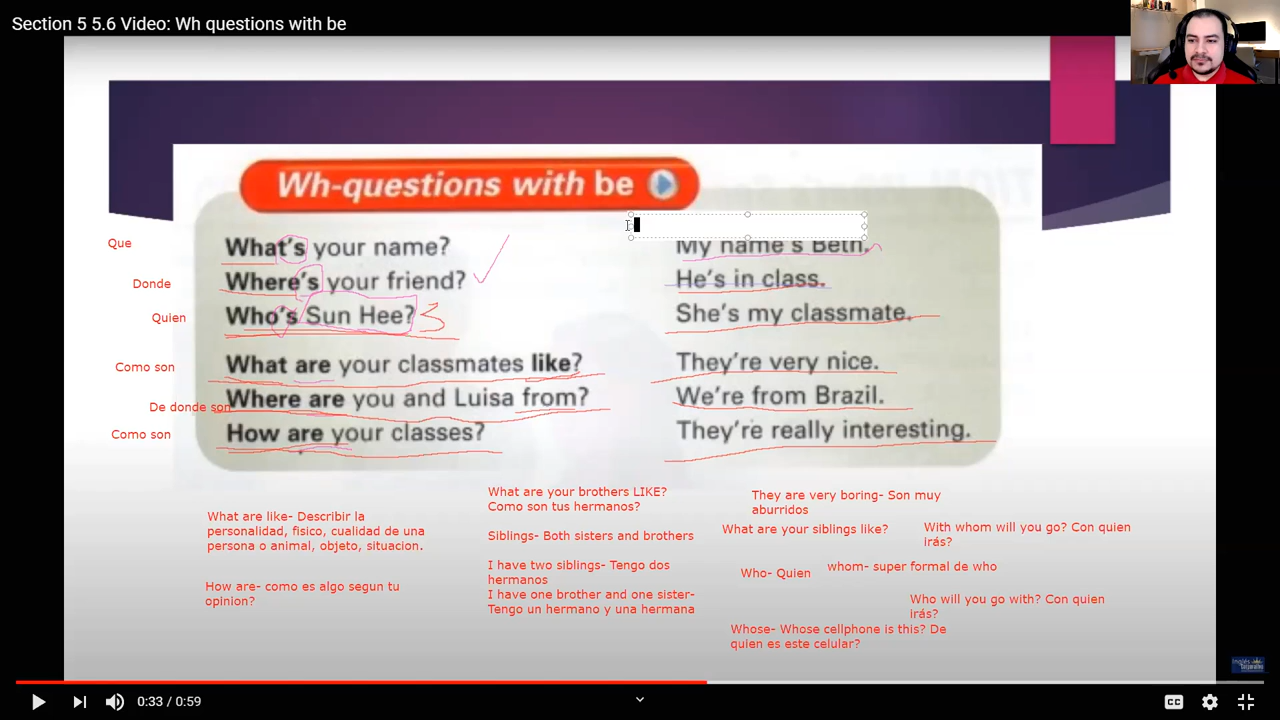 Section 5 5.6 Video: Wh questions with be
Wh-questions with be
Que
What's your name?
My name's Beth.
Donde
Where's your friend?
He's in class.
Quien
Who's Sun Hee?
She's my classmate.
Como son
What are your classmates like?
They're very nice.
De donde son
Where are you and Luisa from?
We're from Brazil.
Como son
How are your classes?
They're really interesting.
What are like- Describir la
personalidad, fisico, cualidad de una
persona o animal, objeto, situacion.
How are- como es algo segun tu
opinion?
What are your brothers LIKE?
Como son tus hermanos?
Siblings- Both sisters and brothers
I have two siblings- Tengo dos
hermanos
I have one brother and one sister-
Tengo un hermano y una hermana
They are very boring- Son muy
aburridos
What are your siblings like?
With whom will you go? Con quien
irás?
Who- Quien
whom- super formal de who
Who will you go with? Con quien
irás?
Whose- Whose cellphone is this? De
quien es este celular?
0:33 / 0:59
CC